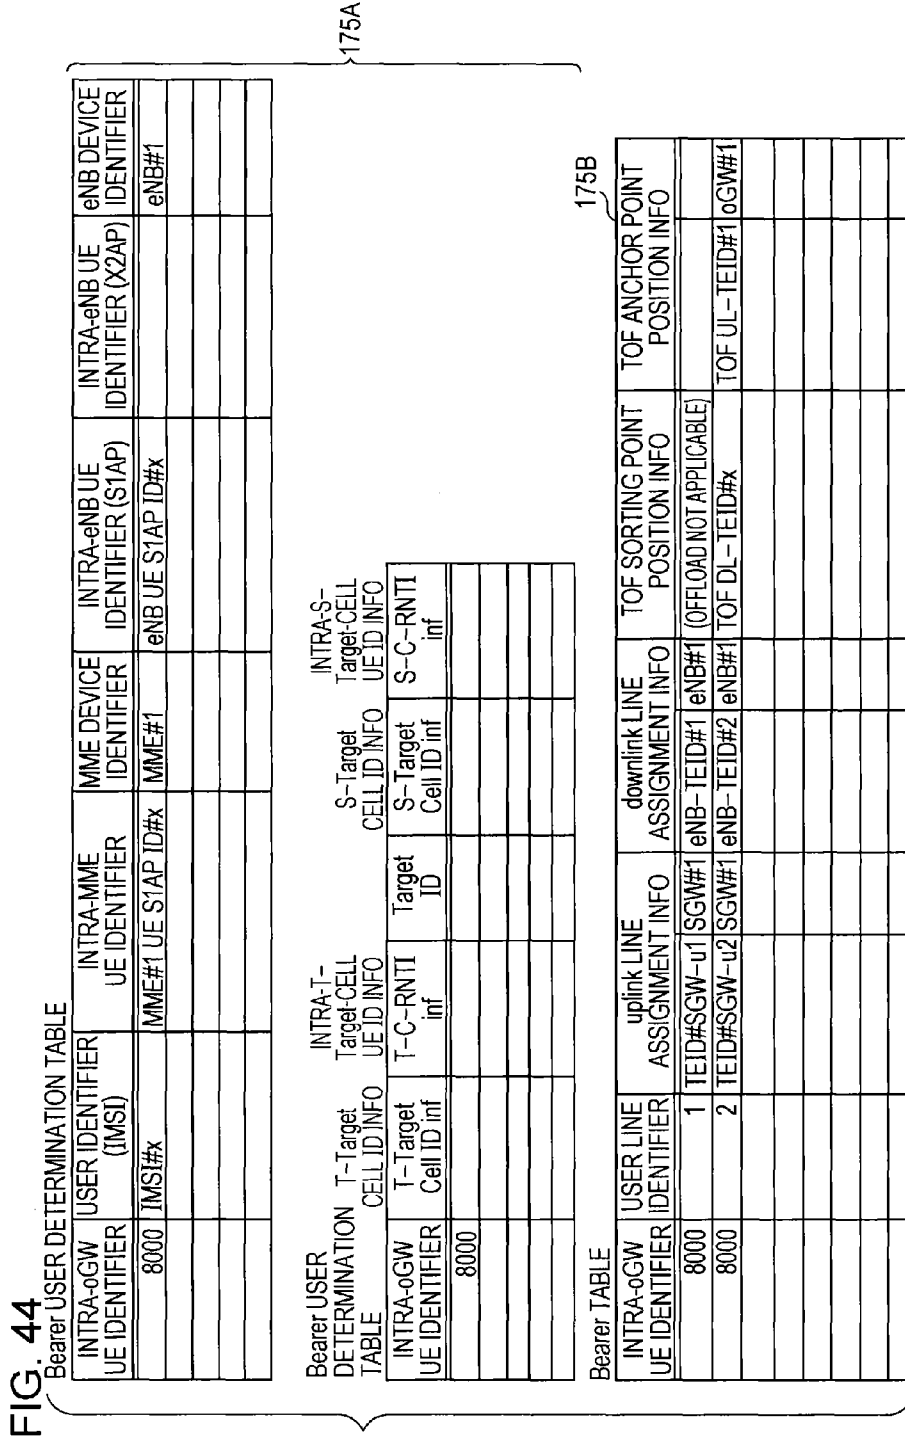 FIG. 44
Bearer USER DETERMINATION TABLE
INTRA-oGW UE IDENTIFIER | USER IDENTIFIER (IMSI) | INTRA-MME UE IDENTIFIER | MME DEVICE IDENTIFIER | INTRA-eNB UE IDENTIFIER (S1AP) | INTRA-eNB UE IDENTIFIER (X2AP) | eNB DEVICE IDENTIFIER
8000 | IMSI#x | MME#1 UE S1AP ID#x | MME#1 | eNB UE S1AP ID#x | | eNB#1
175A
Bearer USER DETERMINATION TABLE
T-Target CELL ID INFO | INTRA-T-Target-CELL UE ID INFO | S-Target CELL ID INFO | INTRA-S-Target-CELL UE ID INFO
INTRA-oGW UE IDENTIFIER | T-Target Cell ID inf | T-C-RNTI inf | Target ID | S-Target Cell ID inf | S-C-RNTI inf
8000
Bearer TABLE
175B
INTRA-oGW UE IDENTIFIER | USER LINE IDENTIFIER | uplink LINE ASSIGNMENT INFO | downlink LINE ASSIGNMENT INFO | TOF SORTING POINT POSITION INFO | TOF ANCHOR POINT POSITION INFO
8000 | 1 | TEID#SGW-u1 | SGW#1 | eNB-TEID#1 | eNB#1 | (OFFLOAD NOT APPLICABLE)
8000 | 2 | TEID#SGW-u2 | SGW#1 | eNB-TEID#2 | eNB#1 | TOF DL-TEID#x | TOF UL-TEID#1 | oGW#1